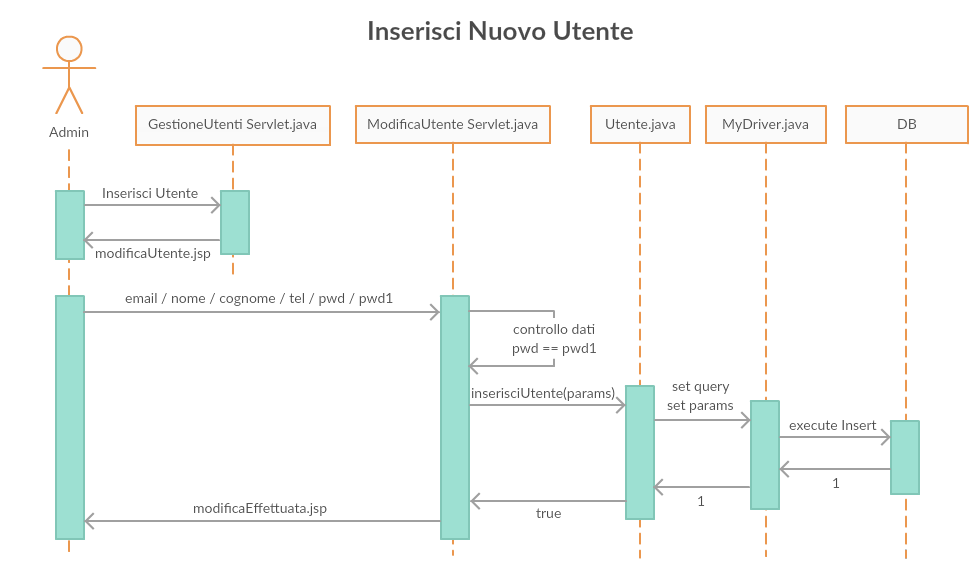 Inserisci Nuovo Utente
Admin
GestioneUtenti Servlet.java
ModificaUtente Servlet.java
Utente.java
MyDriver.java
DB
Inserisci Utente
modificaUtente.jsp
email / nome / cognome / tel / pwd / pwd1
controllo dati
pwd == pwd1
inserisciUtente(params)
set query
set params
execute Insert
1
1
true
modificaEffettuata.jsp